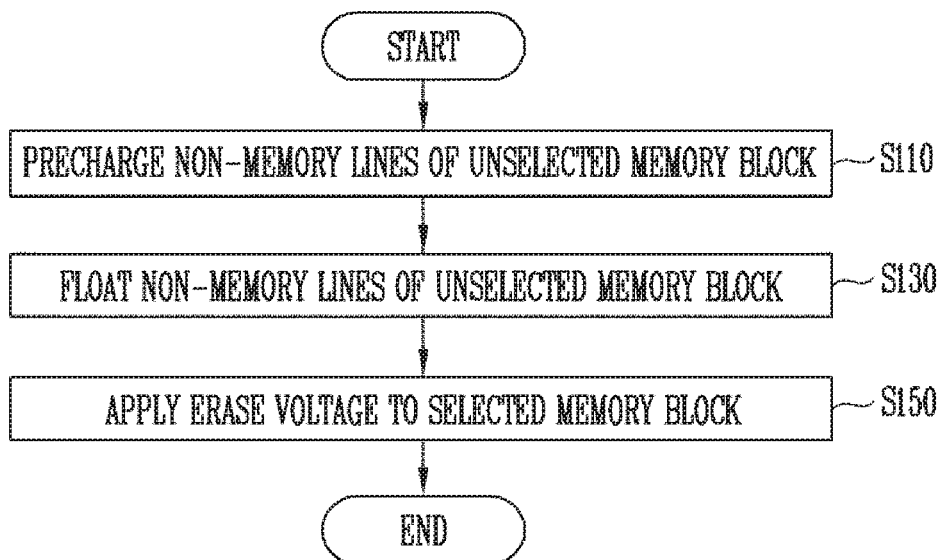 START
PRECHARGE NON-MEMORY LINES OF UNSELECTED MEMORY BLOCK
S110
FLOAT NON-MEMORY LINES OF UNSELECTED MEMORY BLOCK
S130
APPLY ERASE VOLTAGE TO SELECTED MEMORY BLOCK
S150
END